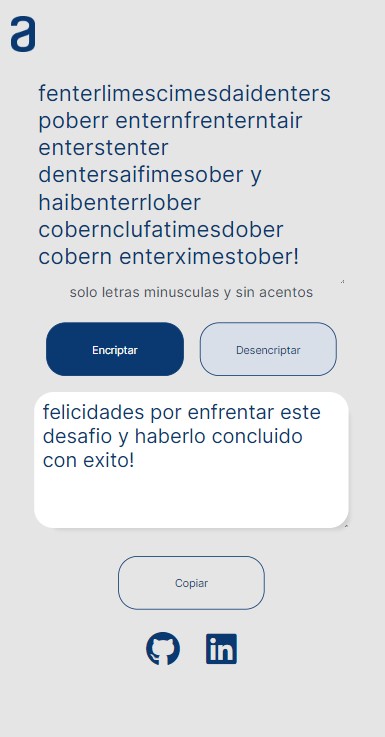 a
fenterlimescimesdaidenters
poberr enternfrenterntair
enterstenter
dentersaifimesober y
haibenterrlober
cobernclufatimesdober
cobern enterximestober!
solo letras minusculas y sin acentos
Encriptar
Desencriptar
felicidades por enfrentar este
desafio y haberlo concluido
con exito!
Copiar
in